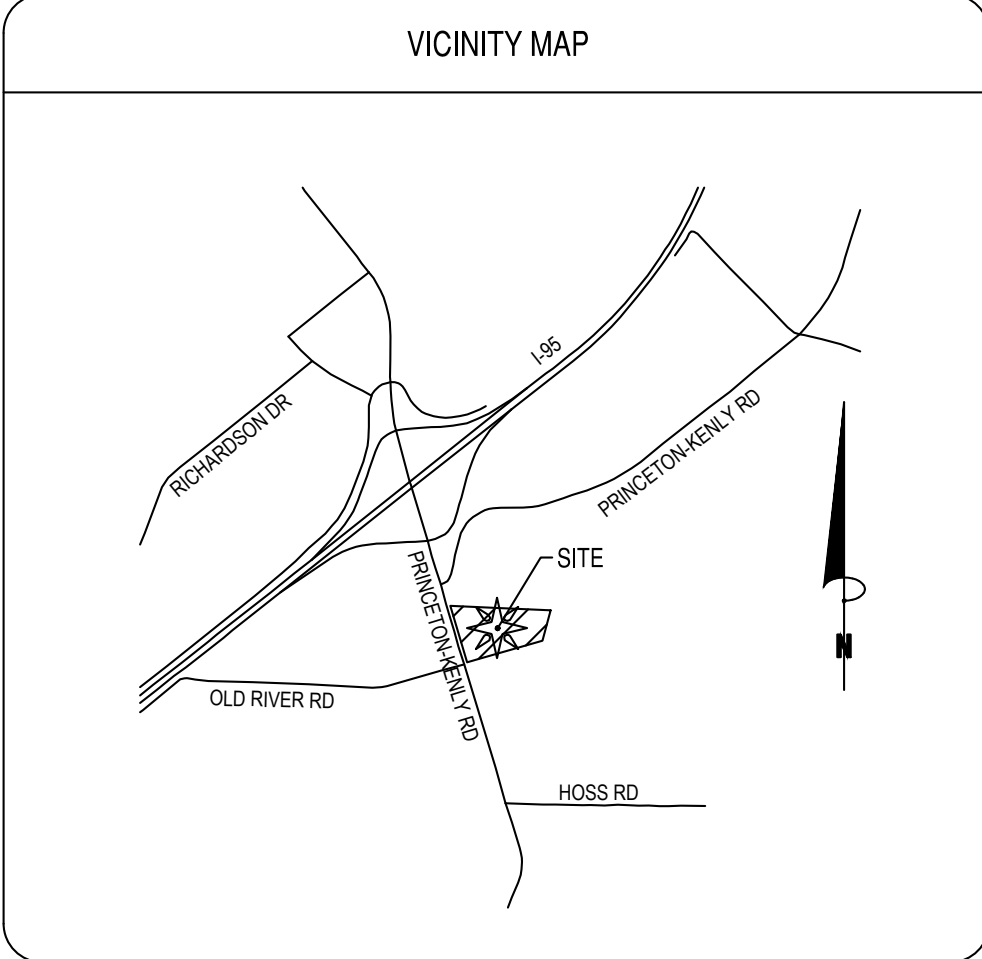 VICINITY MAP
I-95
RICHARDSON DR
PRINCETON-KENLY RD
SITE
PRINCETON-KENLY RD
N
OLD RIVER RD
HOSS RD